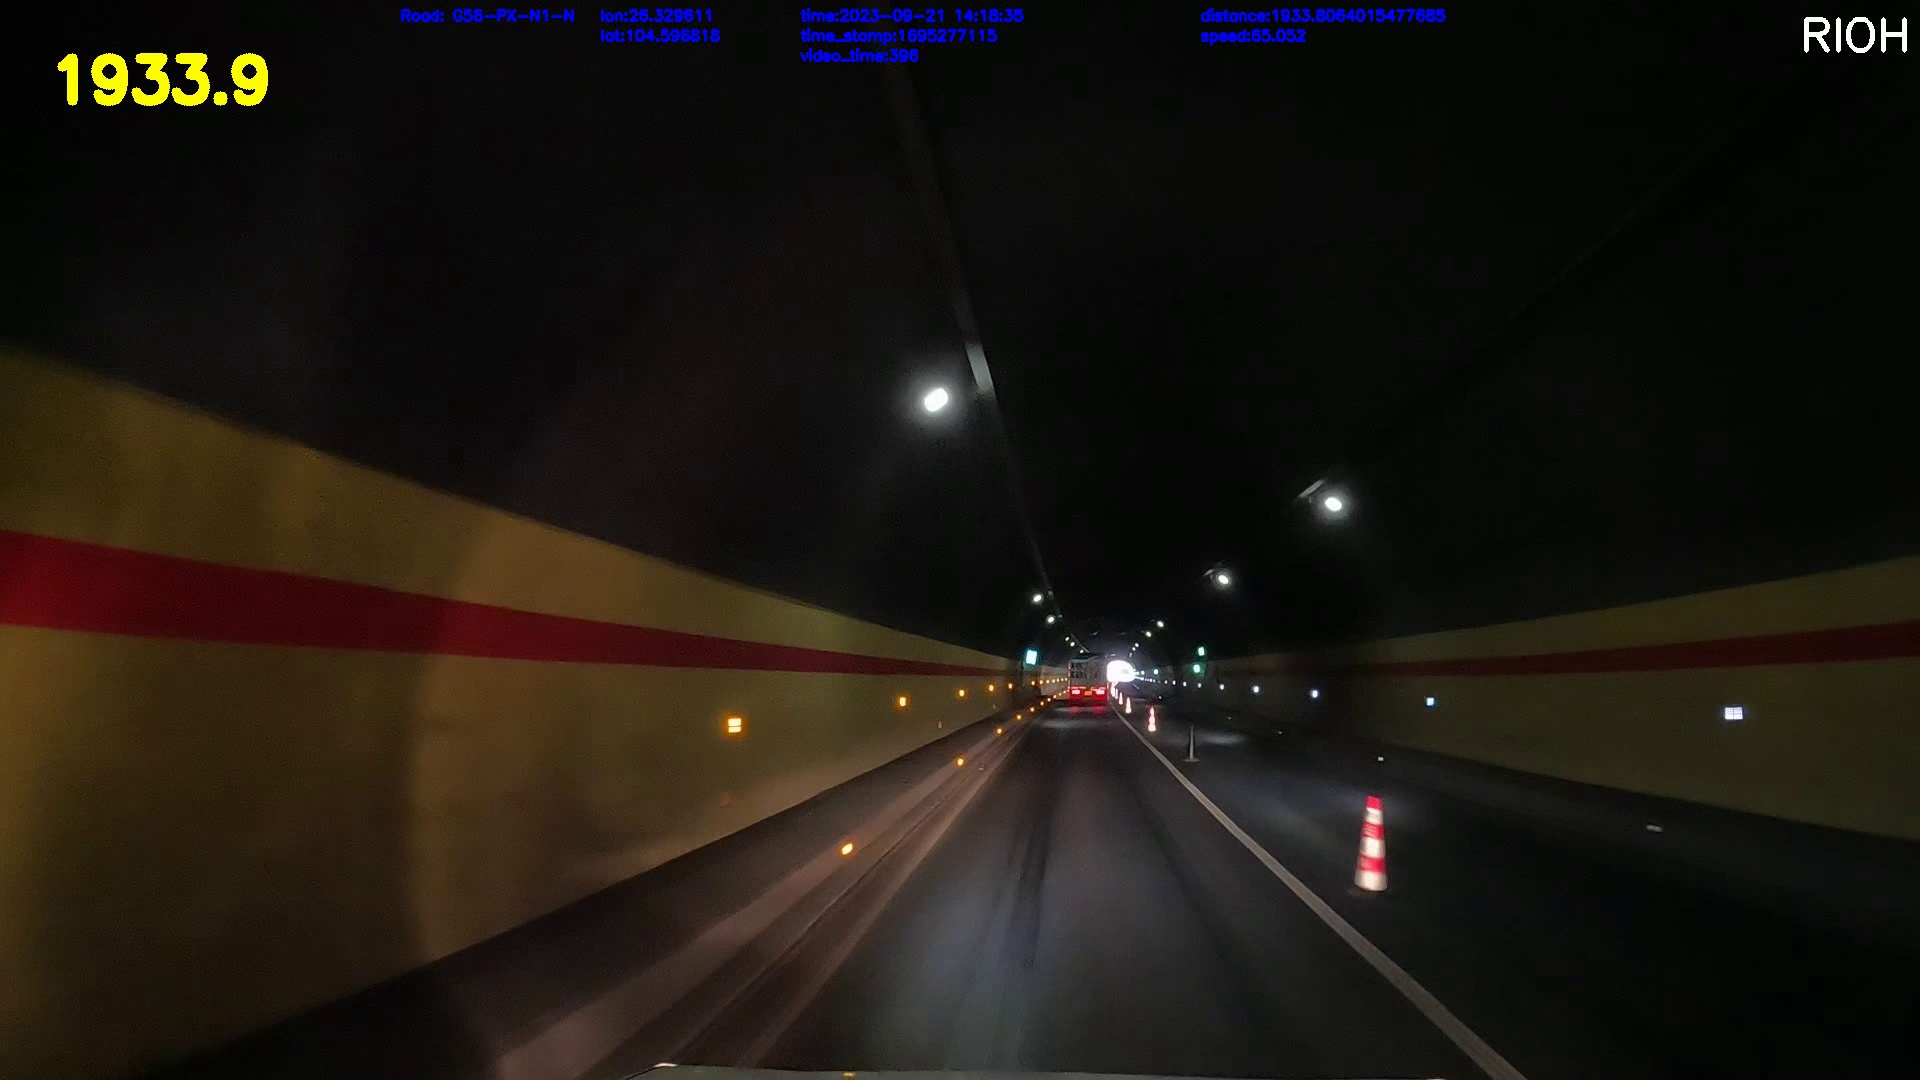 Road: G56-PX-N1-N
lon:26.329611
lat:104.596818
time:2023-09-21 14:18:35
time_stamp:1695277115
video_time:396
distance:1933.8064015477685
speed:65.052
RIOH
1933.9